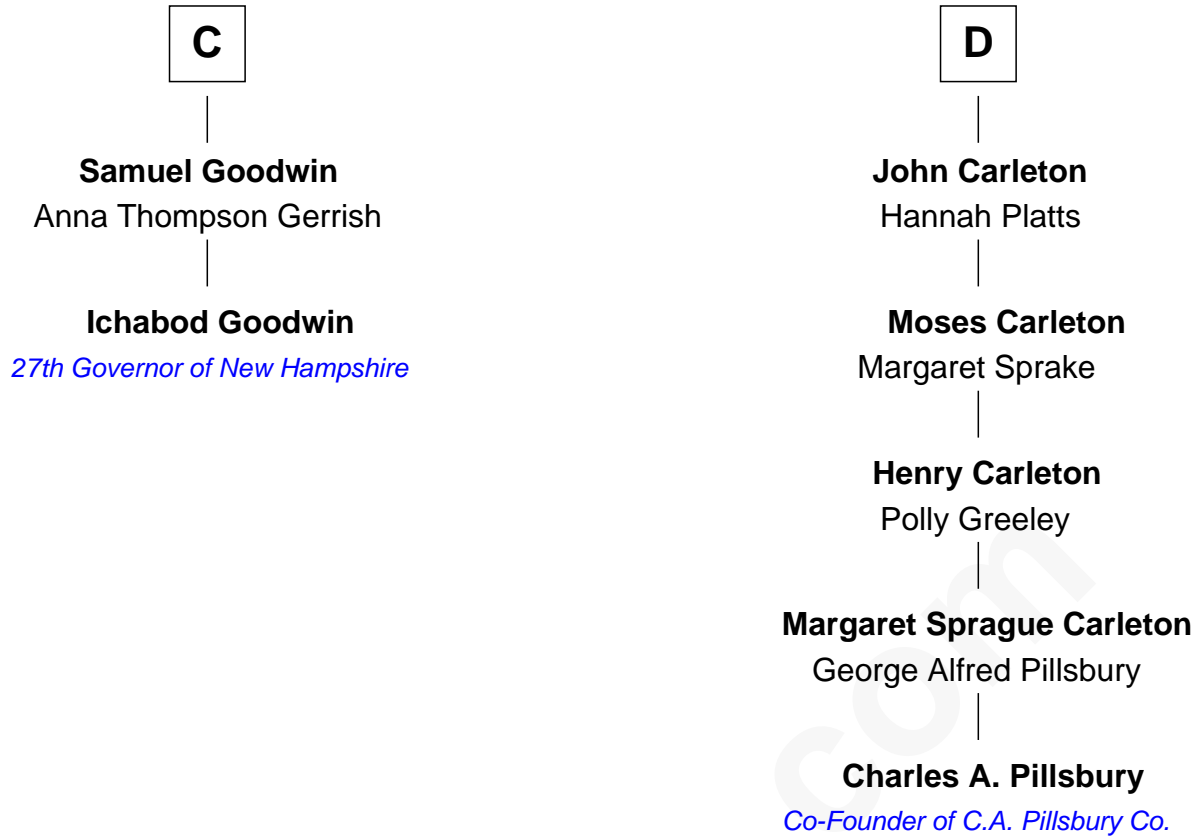 C
Samuel Goodwin
Anna Thompson Gerrish
Ichabod Goodwin
27th Governor of New Hampshire
D
John Carleton
Hannah Platts
Moses Carleton
Margaret Sprake
Henry Carleton
Polly Greeley
Margaret Sprague Carleton
George Alfred Pillsbury
Charles A. Pillsbury
Co-Founder of C.A. Pillsbury Co.
com